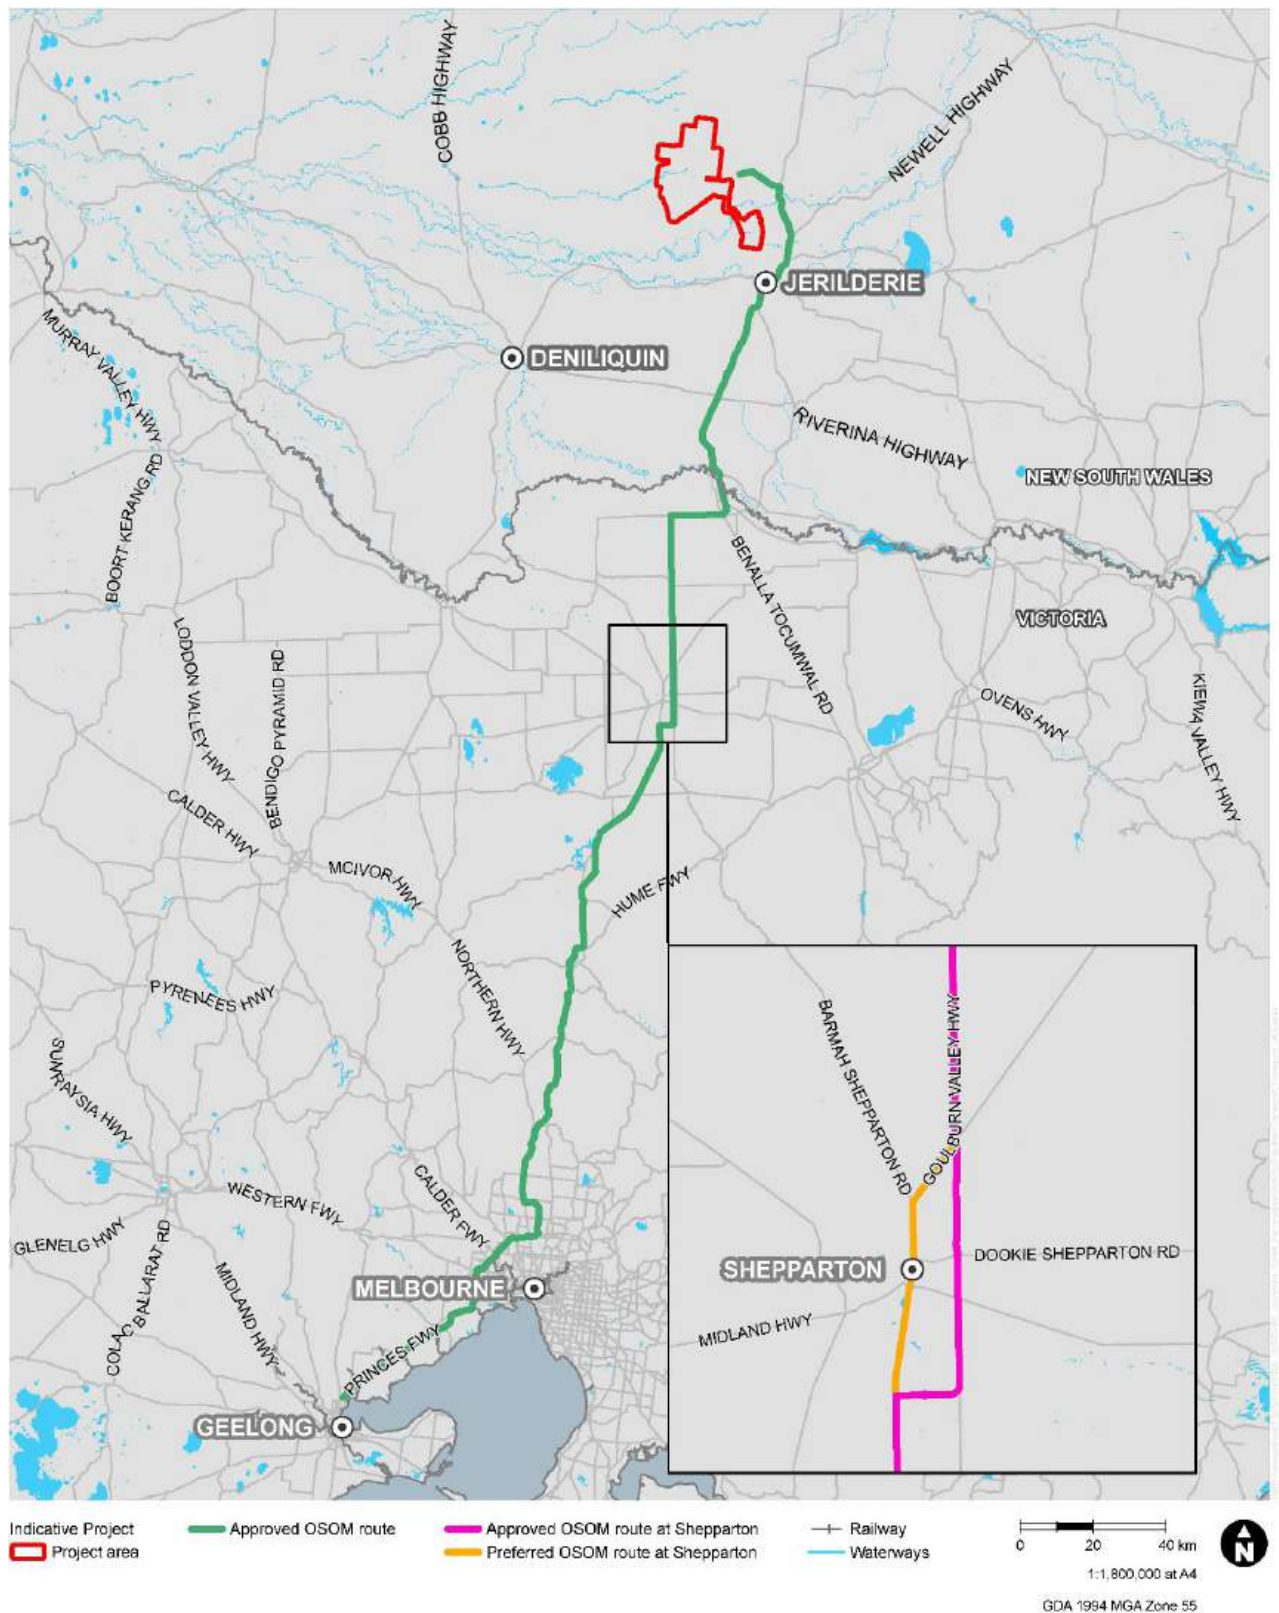 COBB HIGHWAY
NEWELL HIGHWAY
JERILDERIE
MURRAY VALLEY HWY
DENILIQUIN
RIVERINA HIGHWAY
NEW SOUTH WALES
BOORT KERANG RD
BENALLA TOCUMWAL RD
VICTORIA
LODDON VALLEY HWY
BENDIGO PYRAMID RD
OVENS HWY
KIEWA VALLEY HWY
CALDER HWY
MCIVOR HWY
HUME FWY
NORTHERN HWY
PYRENEES HWY
SUNRAYSIA HWY
BARMAH SHEPPARTON RD
GOULBURN VALLEY HWY
WESTERN FWY
CALDER FWY
GLENELG HWY
COLAC BALLARAT RD
MIDLAND HWY
DOOKIE SHEPPARTON RD
SHEPPARTON
MELBOURNE
MIDLAND HWY
PRINCES FWY
GEELONG
Indicative Project
Project area
Approved OSOM route
Approved OSOM route at Shepparton
Preferred OSOM route at Shepparton
Railway
Waterways
0 20 40 km
1:1,800,000 at A4
GDA 1994 MGA Zone 55
N